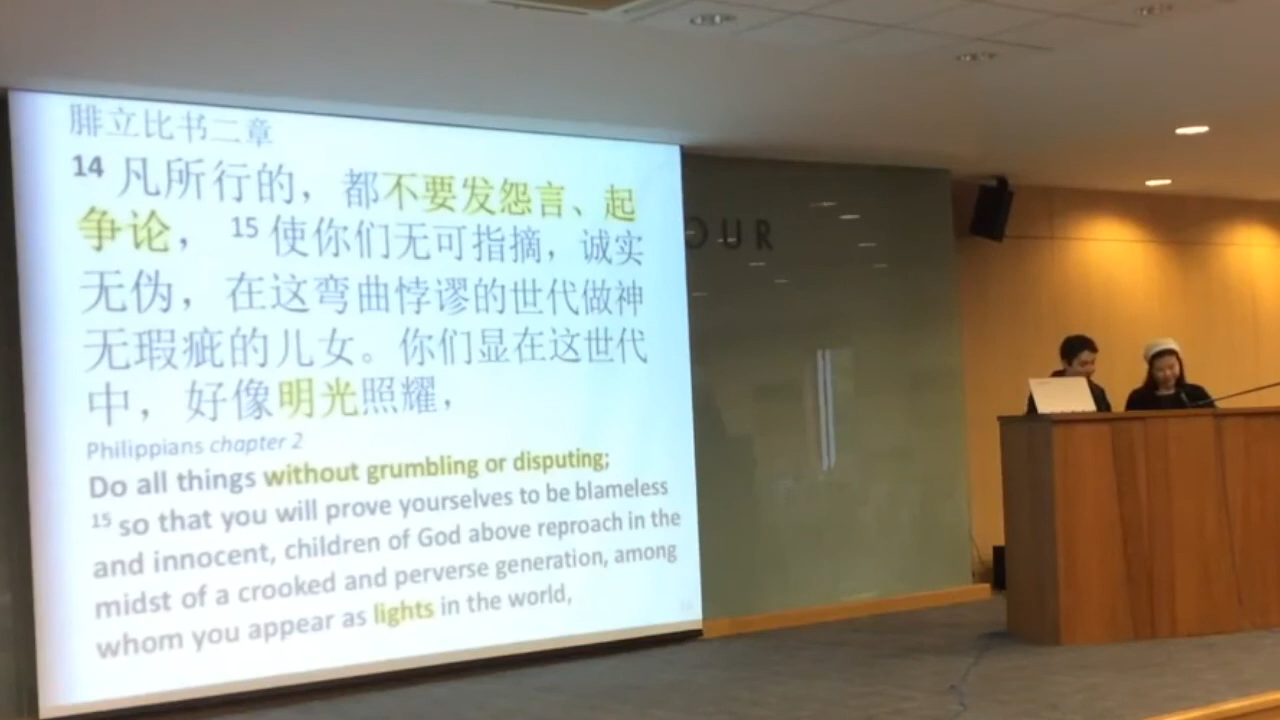 腓立比书二章
14 凡所行的，都不要发怨言、起
争论， 15 使你们无可指摘，诚实
无伪，在这弯曲悖谬的世代做神
无瑕疵的儿女。你们显在这世代
中，好像明光照耀，
Philippians chapter 2
Do all things without grumbling or disputing;
15 so that you will prove yourselves to be blameless
and innocent, children of God above reproach in the
midst of a crooked and perverse generation, among
whom you appear as lights in the world,
OUR